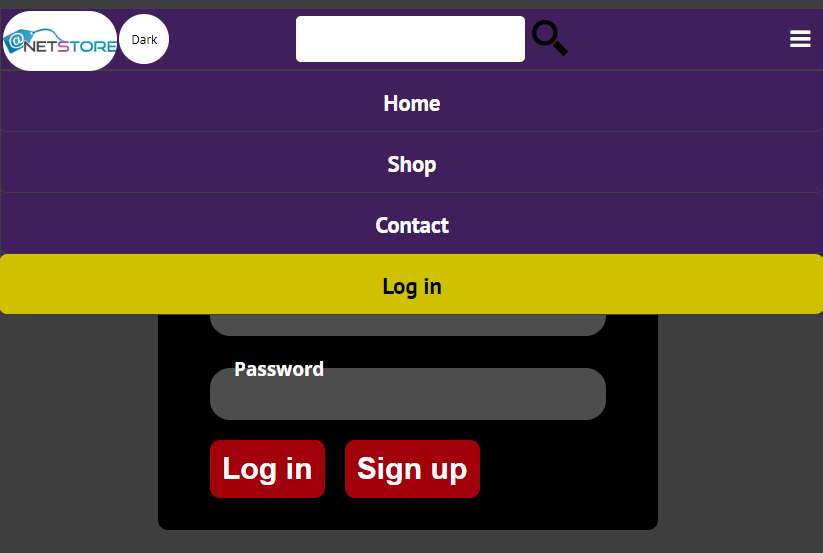 @NETSTORE
Dark
Home
Shop
Contact
Log in
Password
Log in
Sign up